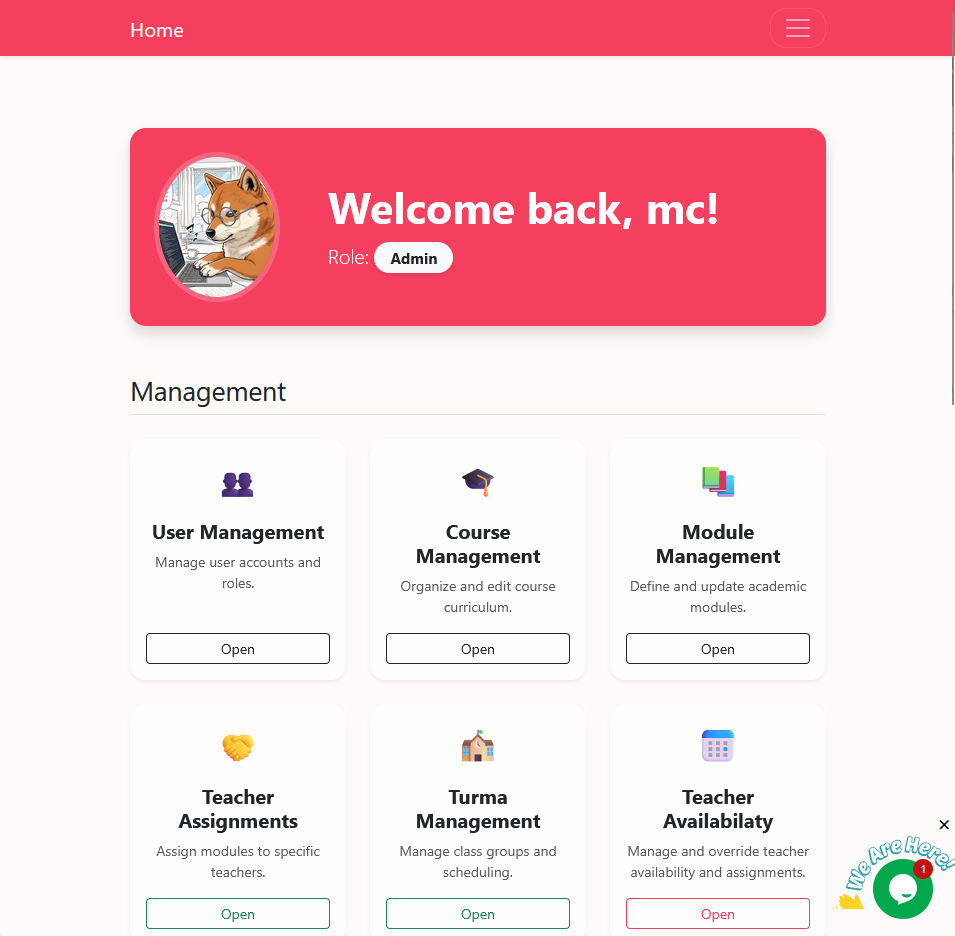 Home
Welcome back, mc!
Role: Admin
Management
User Management
Manage user accounts and
roles.
Open
Course
Management
Organize and edit course
curriculum.
Open
Module
Management
Define and update academic
modules.
Open
Teacher
Assignments
Assign modules to specific
teachers.
Open
Turma
Management
Manage class groups and
scheduling.
Open
Teacher
Availabilaty
Manage and override teacher
availability and assignments.
Open
We Are Here!
1